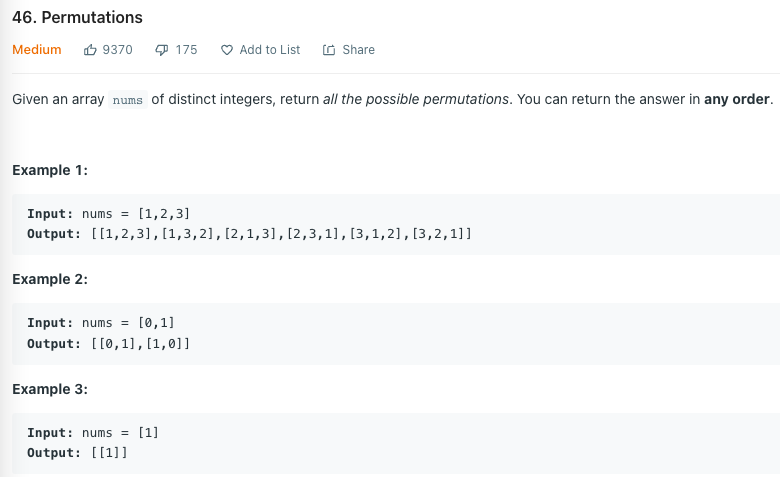 46. Permutations
Medium 9370 175 Add to List Share
Given an array nums of distinct integers, return all the possible permutations. You can return the answer in any order.
Example 1:
Input: nums = [1,2,3]
Output: [[1,2,3],[1,3,2],[2,1,3],[2,3,1],[3,1,2],[3,2,1]]
Example 2:
Input: nums = [0,1]
Output: [[0,1],[1,0]]
Example 3:
Input: nums = [1]
Output: [[1]]